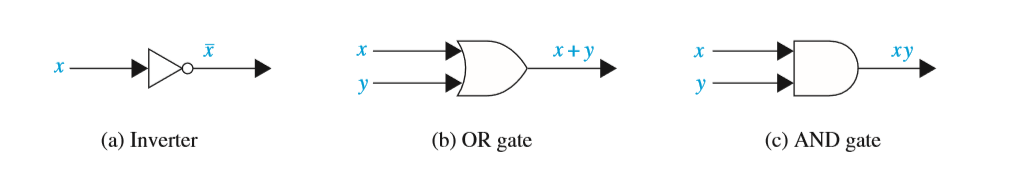 x
x̄
x
y
x + y
x
y
xy
(a) Inverter
(b) OR gate
(c) AND gate